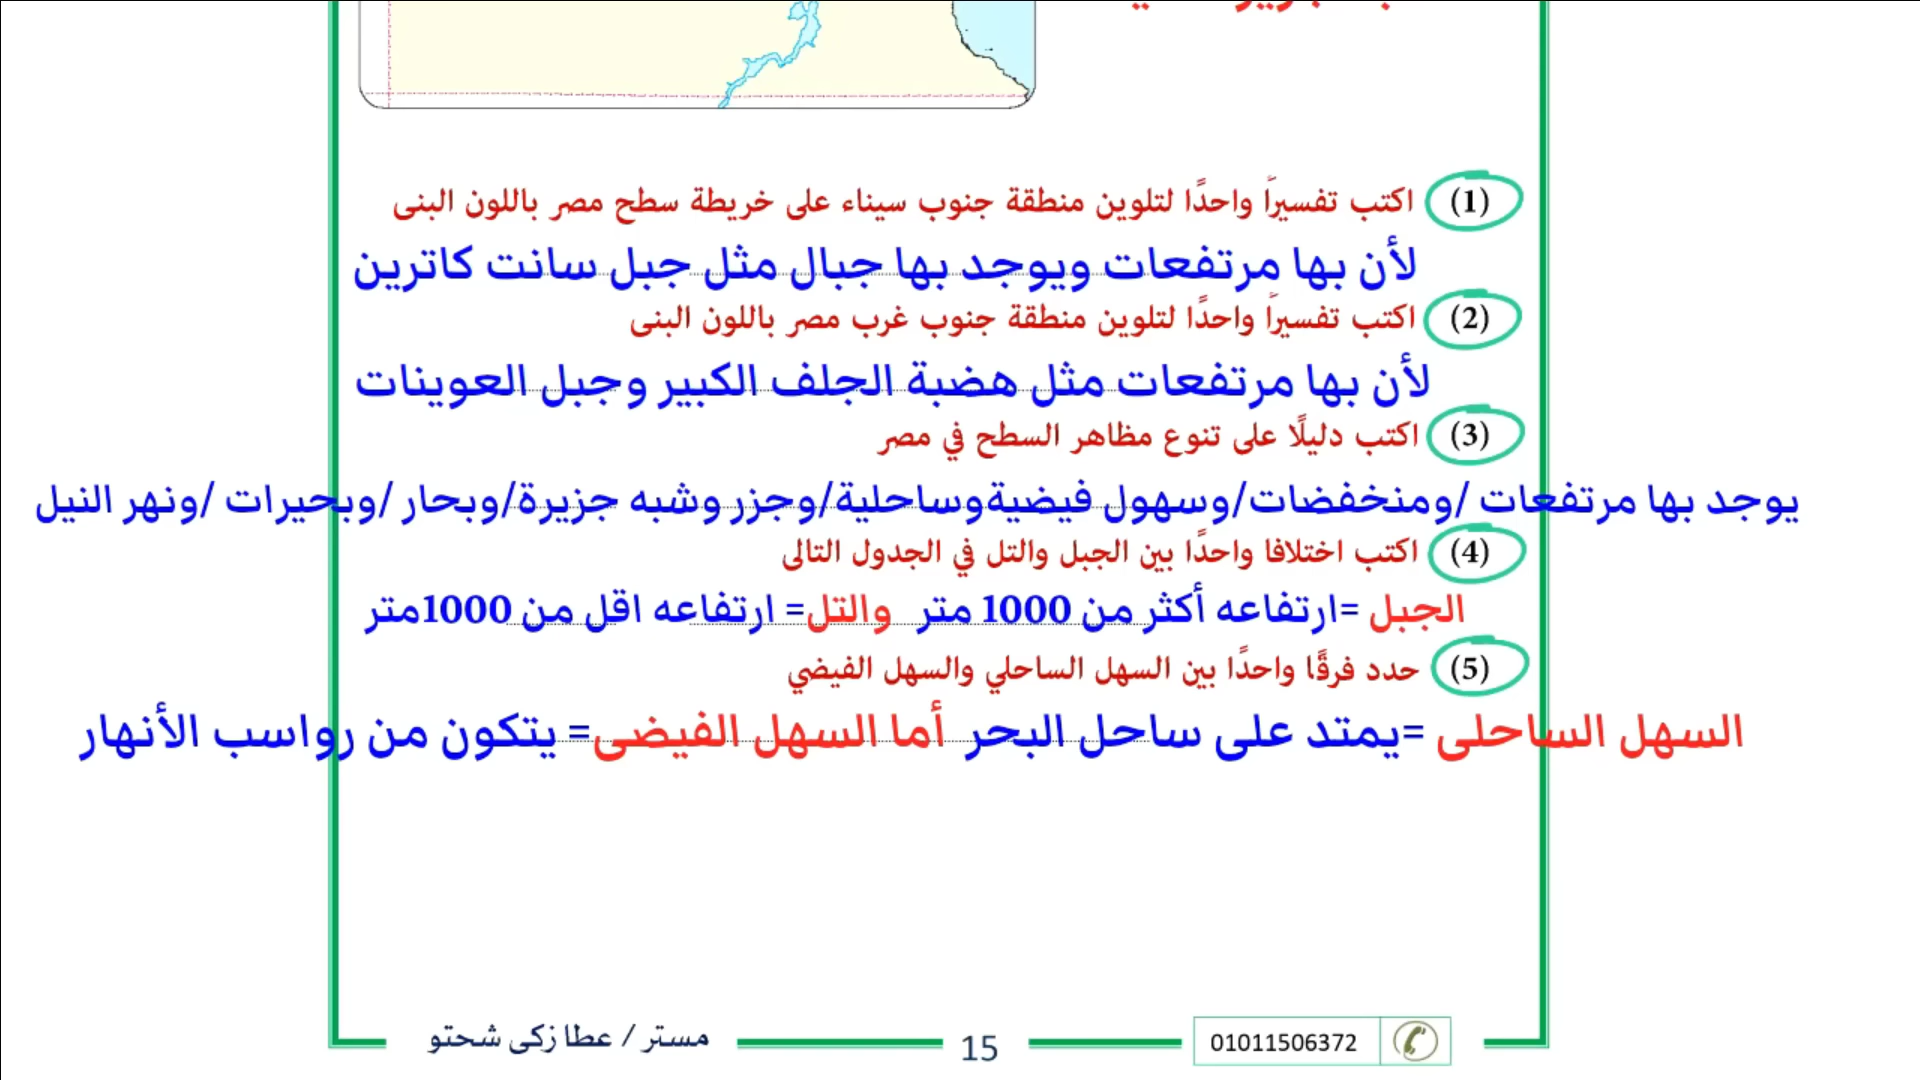 (1) اكتب تفسيراً واحدًا لتلوين منطقة جنوب سيناء على خريطة سطح مصر باللون البنى
لأن بها مرتفعات ويوجد بها جبال مثل جبل سانت كاترين
(2) اكتب تفسيراً واحدًا لتلوين منطقة جنوب غرب مصر باللون البنى
لأن بها مرتفعات مثل هضبة الجلف الكبير وجبل العوينات
(3) اكتب دليلًا على تنوع مظاهر السطح في مصر
يوجد بها مرتفعات /ومنخفضات/وسهول فيضيةوساحلية/وجزر وشبه جزيرة/وبحار /وبحيرات /ونهر النيل
(4) اكتب اختلافا واحدًا بين الجبل والتل في الجدول التالى
الجبل =ارتفاعه أكثر من 1000 متر والتل= ارتفاعه اقل من 1000متر
(5) حدد فرقًا واحدًا بين السهل الساحلي والسهل الفيضي
السهل الساحلى =يمتد على ساحل البحر أما السهل الفيضى= يتكون من رواسب الأنهار
01011506372
15
مستر / عطا زكى شحتو